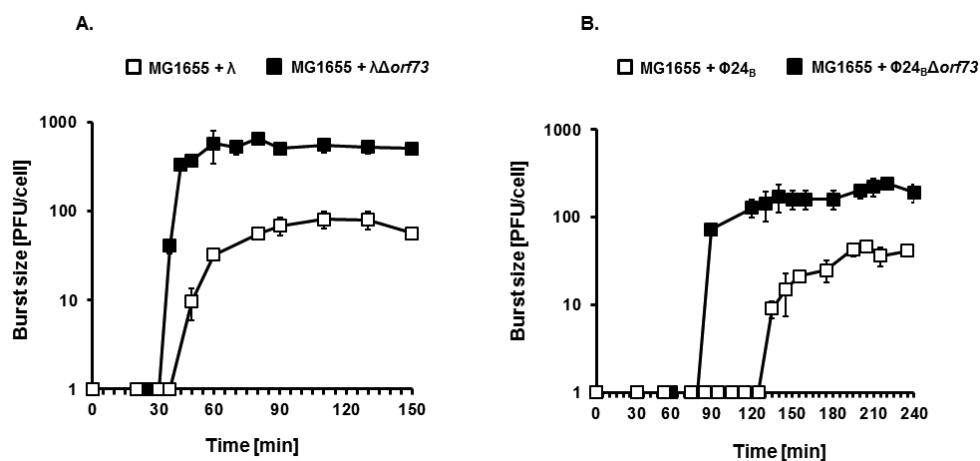 A.
MG1655 + λ MG1655 + λΔorf73
Burst size [PFU/cell]
1000
100
10
1
0 30 60 90 120 150
Time [min]
B.
MG1655 + Φ24B MG1655 + Φ24BΔorf73
Burst size [PFU/cell]
1000
100
10
1
0 30 60 90 120 150 180 210 240
Time [min]